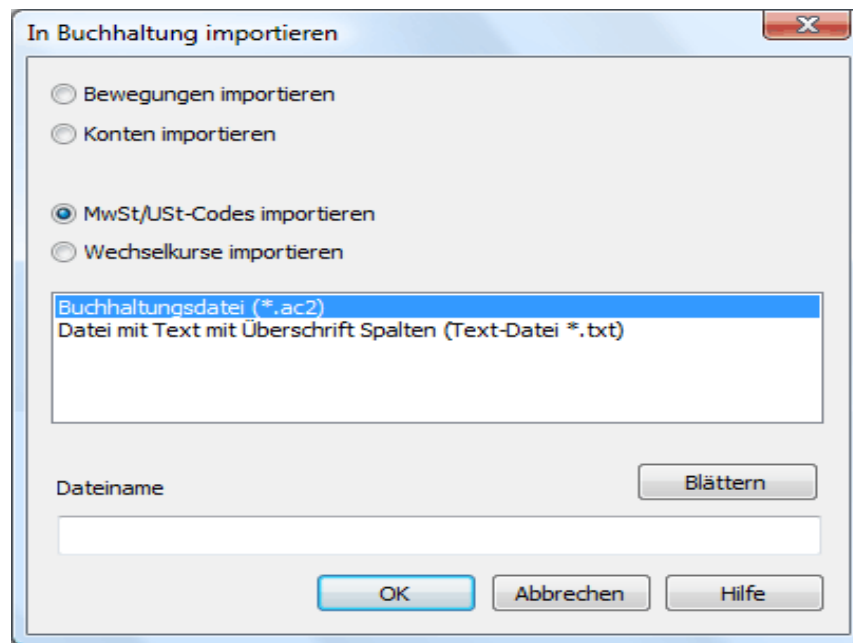 In Buchhaltung importieren
Bewegungen importieren
Konten importieren
MwSt/USt-Codes importieren
Wechselkurse importieren
Buchhaltungsdatei (*.ac2)
Datei mit Text mit Überschrift Spalten (Text-Datei *.txt)
Dateiname
Blättern
OK
Abbrechen
Hilfe